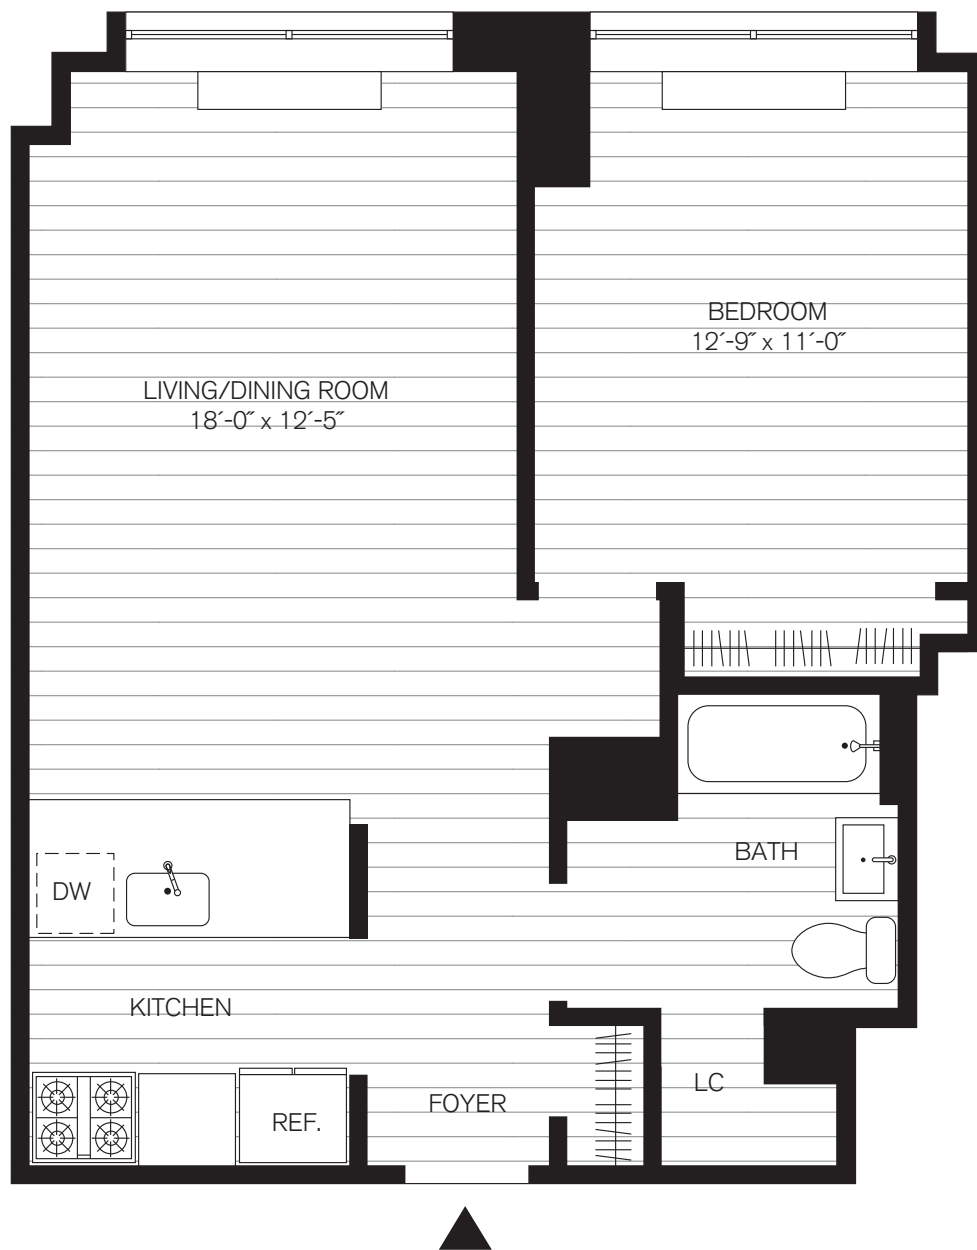 BEDROOM
12´-9˝ x 11´-0˝
LIVING/DINING ROOM
18´-0˝ x 12´-5˝
BATH
DW
KITCHEN
LC
FOYER
REF.